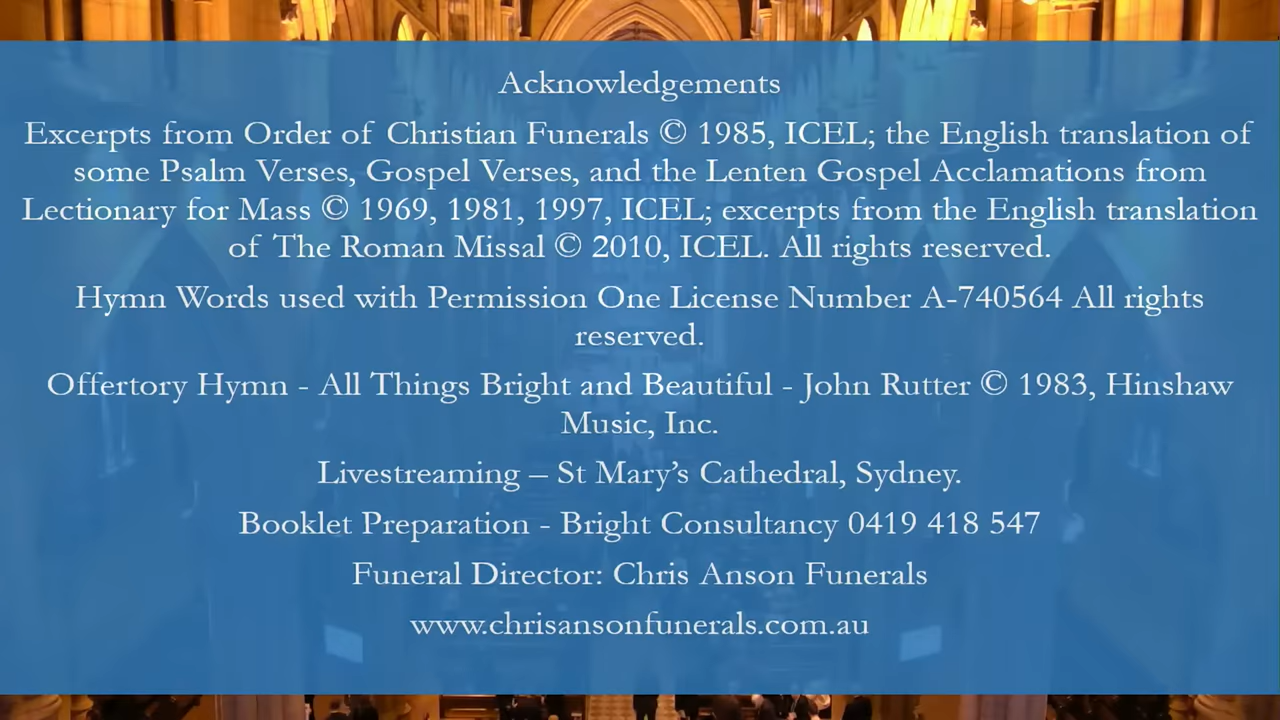 Acknowledgements
Excerpts from Order of Christian Funerals © 1985, ICEL; the English translation of
some Psalm Verses, Gospel Verses, and the Lenten Gospel Acclamations from
Lectionary for Mass © 1969, 1981, 1997, ICEL; excerpts from the English translation
of The Roman Missal © 2010, ICEL. All rights reserved.
Hymn Words used with Permission One License Number A-740564 All rights
reserved.
Offertory Hymn - All Things Bright and Beautiful - John Rutter © 1983, Hinshaw
Music, Inc.
Livestreaming – St Mary’s Cathedral, Sydney.
Booklet Preparation - Bright Consultancy 0419 418 547
Funeral Director: Chris Anson Funerals
www.chrisansonfunerals.com.au